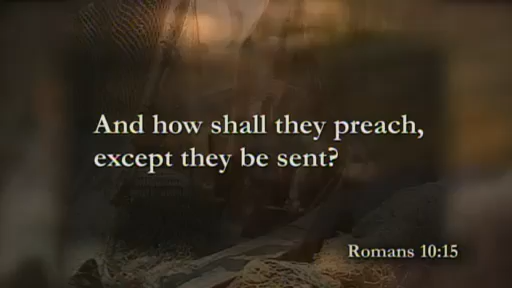 And how shall they preach,
except they be sent?
Romans 10:15